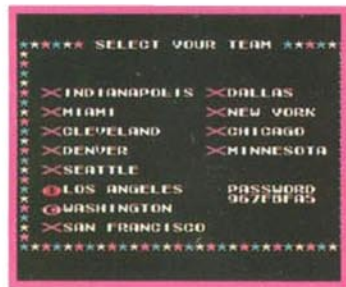 SELECT YOUR TEAM
INDIANAPOLIS DALLAS
MIAMI NEW YORK
CLEVELAND CHICAGO
DENVER MINNESOTA
SEATTLE
LOS ANGELES PASSWORD
967F8FA5
WASHINGTON
SAN FRANCISCO